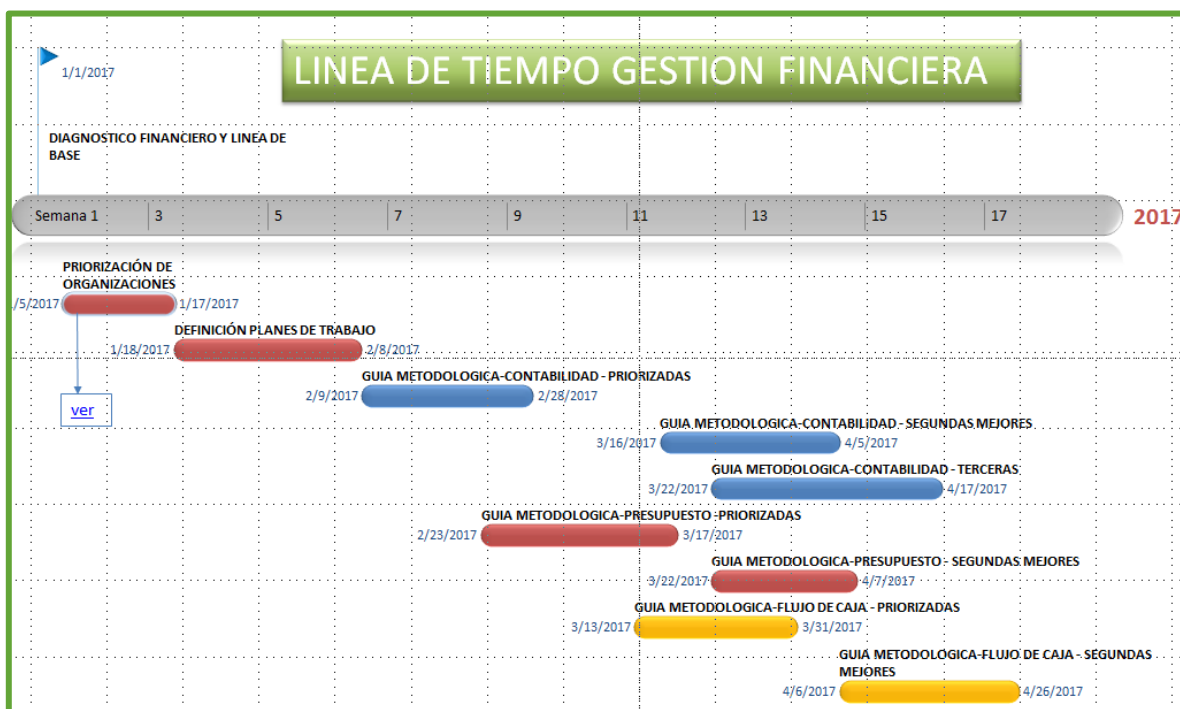 LINEA DE TIEMPO GESTION FINANCIERA
1/1/2017
DIAGNOSTICO FINANCIERO Y LINEA DE
BASE
Semana 1 3 5 7 9 11 13 15 17 2017
PRIORIZACIÓN DE
ORGANIZACIONES
/5/2017 1/17/2017
DEFINICIÓN PLANES DE TRABAJO
1/18/2017 2/8/2017
GUIA METODOLOGICA-CONTABILIDAD - PRIORIZADAS
2/9/2017 2/28/2017
ver
GUIA METODOLOGICA-CONTABILIDAD - SEGUNDAS MEJORES
3/16/2017 4/5/2017
GUIA METODOLOGICA-CONTABILIDAD - TERCERAS
3/22/2017 4/17/2017
GUIA METODOLOGICA-PRESUPUESTO -PRIORIZADAS
2/23/2017 3/17/2017
GUIA METODOLOGICA-PRESUPUESTO - SEGUNDAS MEJORES
3/22/2017 4/7/2017
GUIA METODOLOGICA-FLUJO DE CAJA - PRIORIZADAS
3/13/2017 3/31/2017
GUIA METODOLOGICA-FLUJO DE CAJA - SEGUNDAS
MEJORES
4/6/2017 4/26/2017